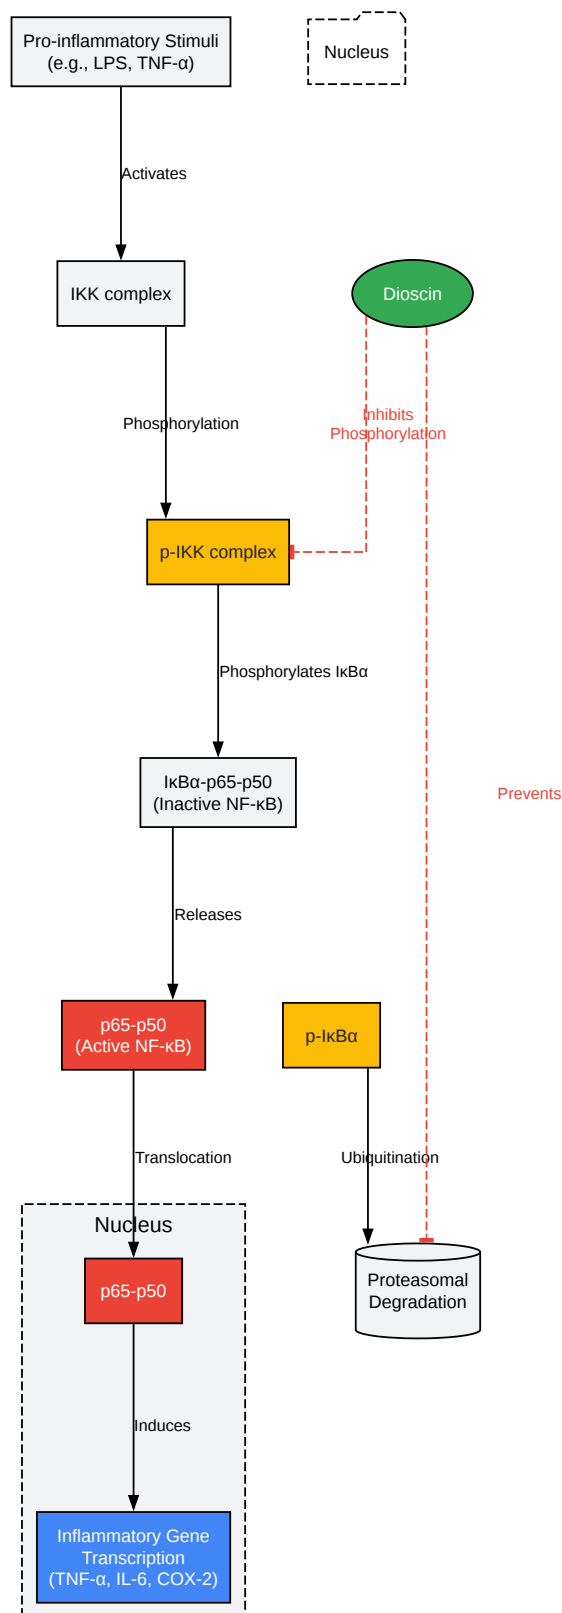 Pro-inflammatory Stimuli
(e.g., LPS, TNF-α)
Nucleus
Activates
IKK complex
Dioscin
Phosphorylation
Inhibits
Phosphorylation
p-IKK complex
Phosphorylates IκBα
IκBα-p65-p50
(Inactive NF-κB)
Prevents
Releases
p65-p50
(Active NF-κB)
p-IκBα
Translocation
Ubiquitination
Nucleus
p65-p50
Proteasomal
Degradation
Induces
Inflammatory Gene
Transcription
(TNF-α, IL-6, COX-2)